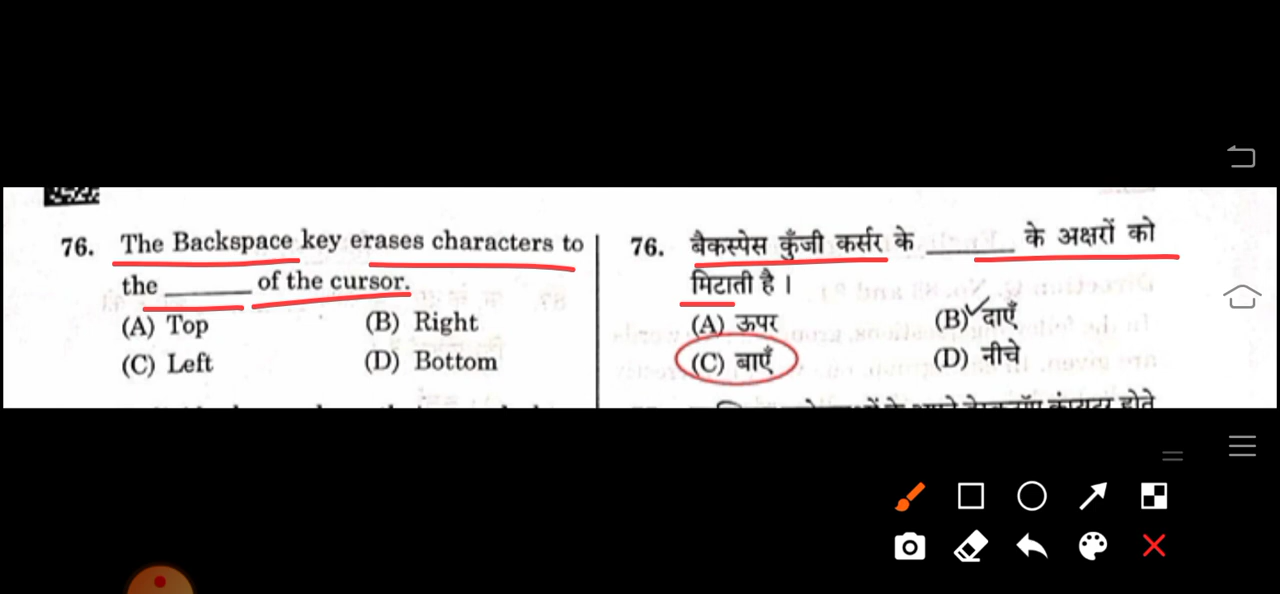 76. The Backspace key erases characters to
the ______ of the cursor.
(A) Top (B) Right
(C) Left (D) Bottom
76. बैकस्पेस कुँजी कर्सर के ______ के अक्षरों को
मिटाती है ।
(A) ऊपर (B) दाएँ
(C) बाएँ (D) नीचे